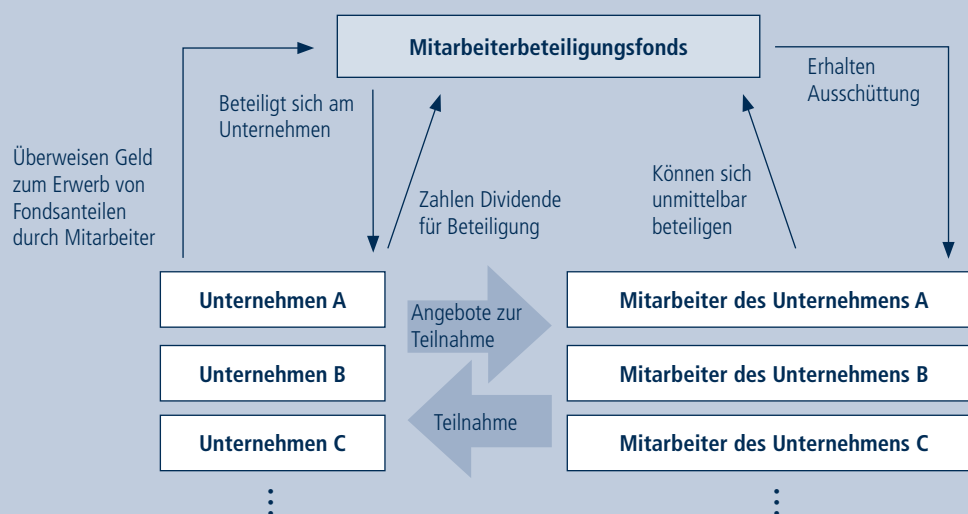 Mitarbeiterbeteiligungsfonds
Erhalten
Ausschüttung
Beteiligt sich am
Unternehmen
Überweisen Geld
zum Erwerb von
Fondsanteilen
durch Mitarbeiter
Zahlen Dividende
für Beteiligung
Können sich
unmittelbar
beteiligen
Unternehmen A
Angebote zur
Teilnahme
Mitarbeiter des Unternehmens A
Unternehmen B
Mitarbeiter des Unternehmens B
Unternehmen C
Teilnahme
Mitarbeiter des Unternehmens C